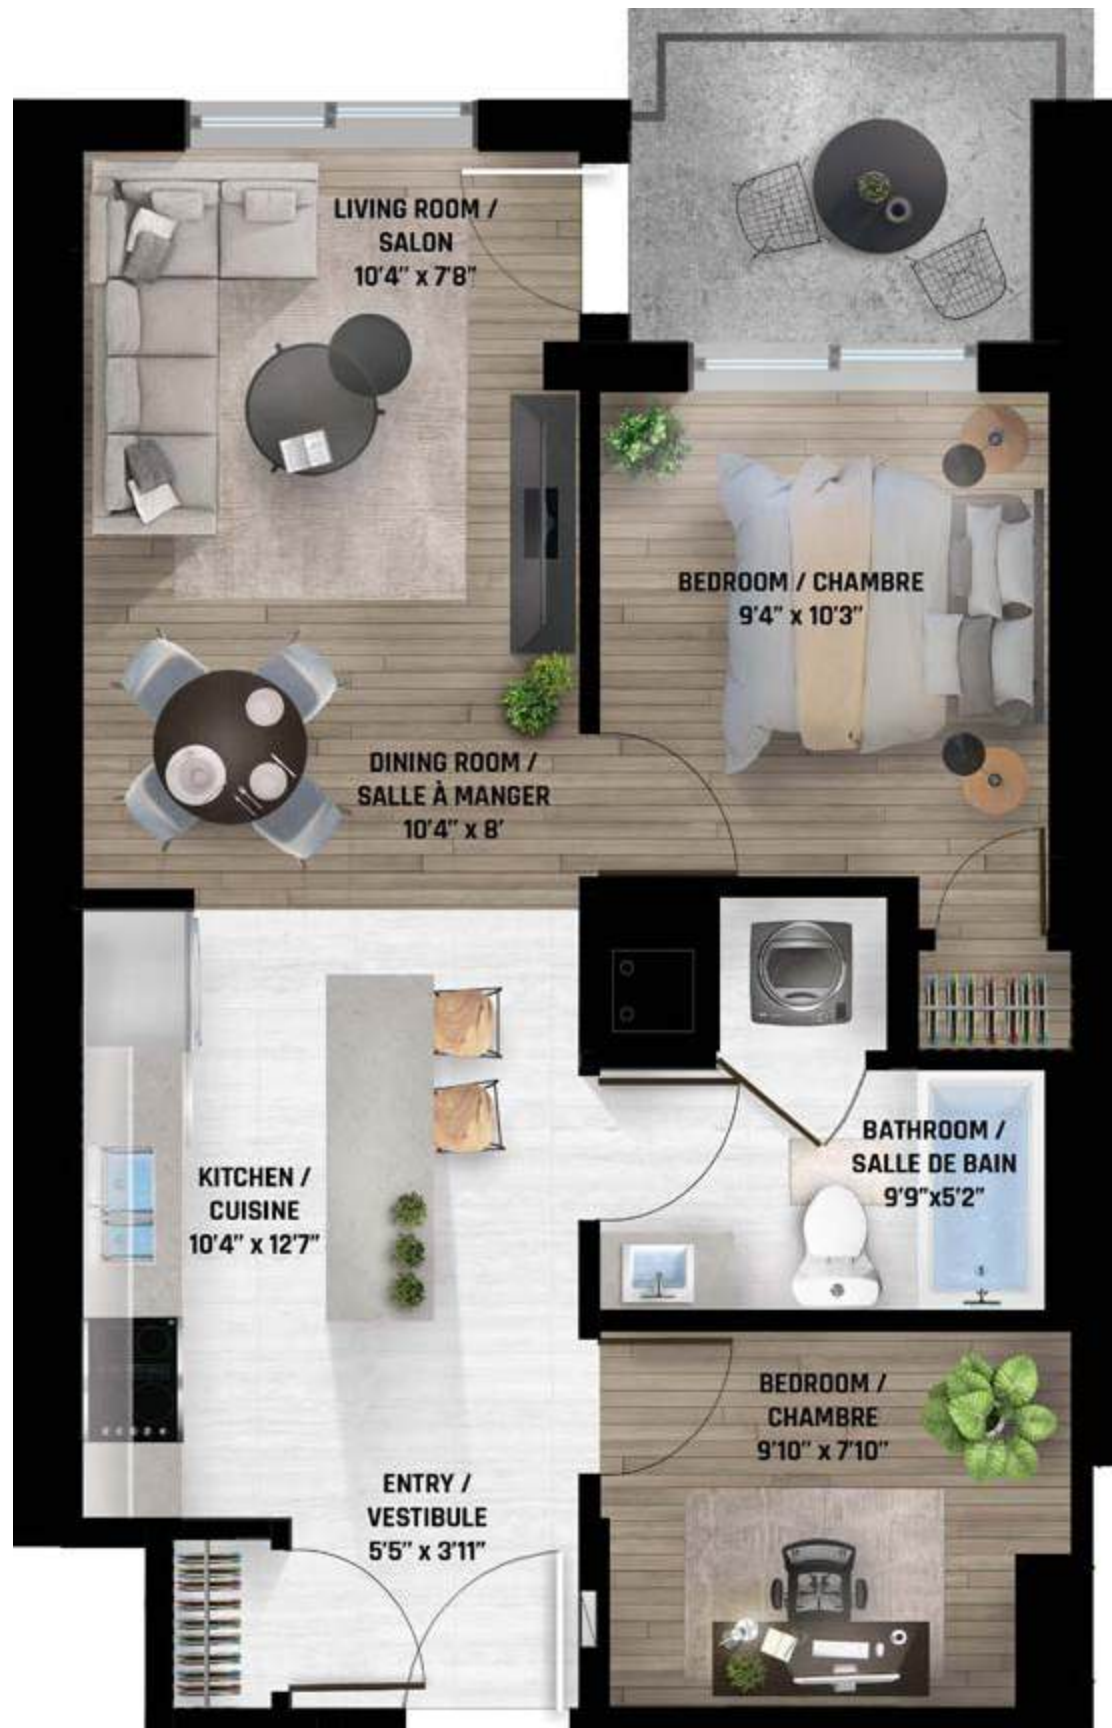 LIVING ROOM /
SALON
10'4" x 7'8"
BEDROOM / CHAMBRE
9'4" x 10'3"
DINING ROOM /
SALLE À MANGER
10'4" x 8'
KITCHEN /
CUISINE
10'4" x 12'7"
BATHROOM /
SALLE DE BAIN
9'9"x5'2"
BEDROOM /
CHAMBRE
9'10" x 7'10"
ENTRY /
VESTIBULE
5'5" x 3'11"